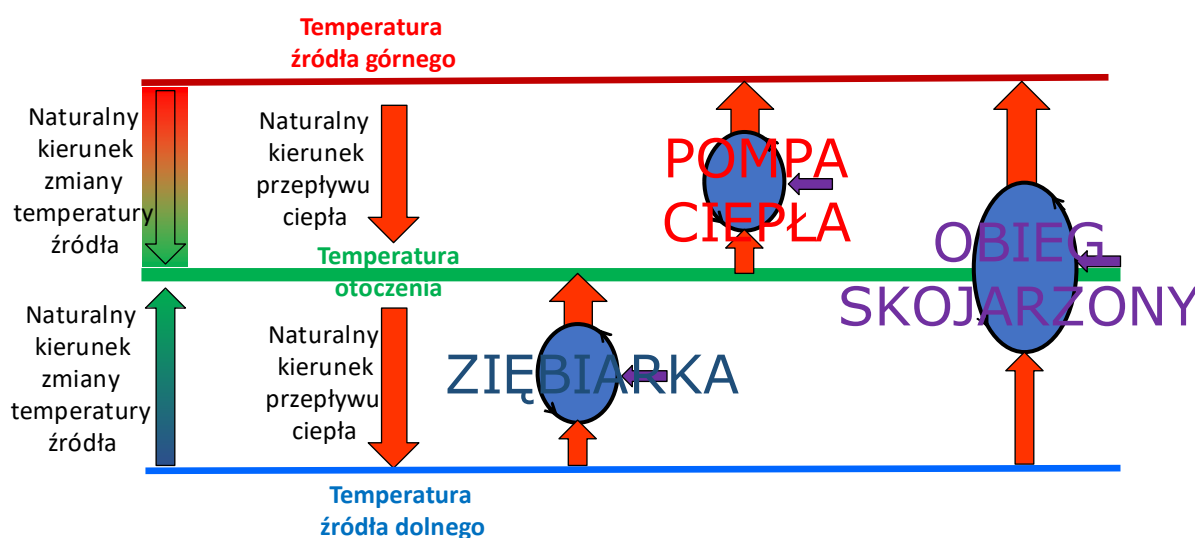 Temperatura
źródła górnego
Naturalny
kierunek
zmiany
temperatury
źródła
Naturalny
kierunek
przepływu
ciepła
POMPA
CIEPŁA
OBIEG
SKOJARZONY
Temperatura
otoczenia
Naturalny
kierunek
zmiany
temperatury
źródła
Naturalny
kierunek
przepływu
ciepła
ZIĘBIARKA
Temperatura
źródła dolnego